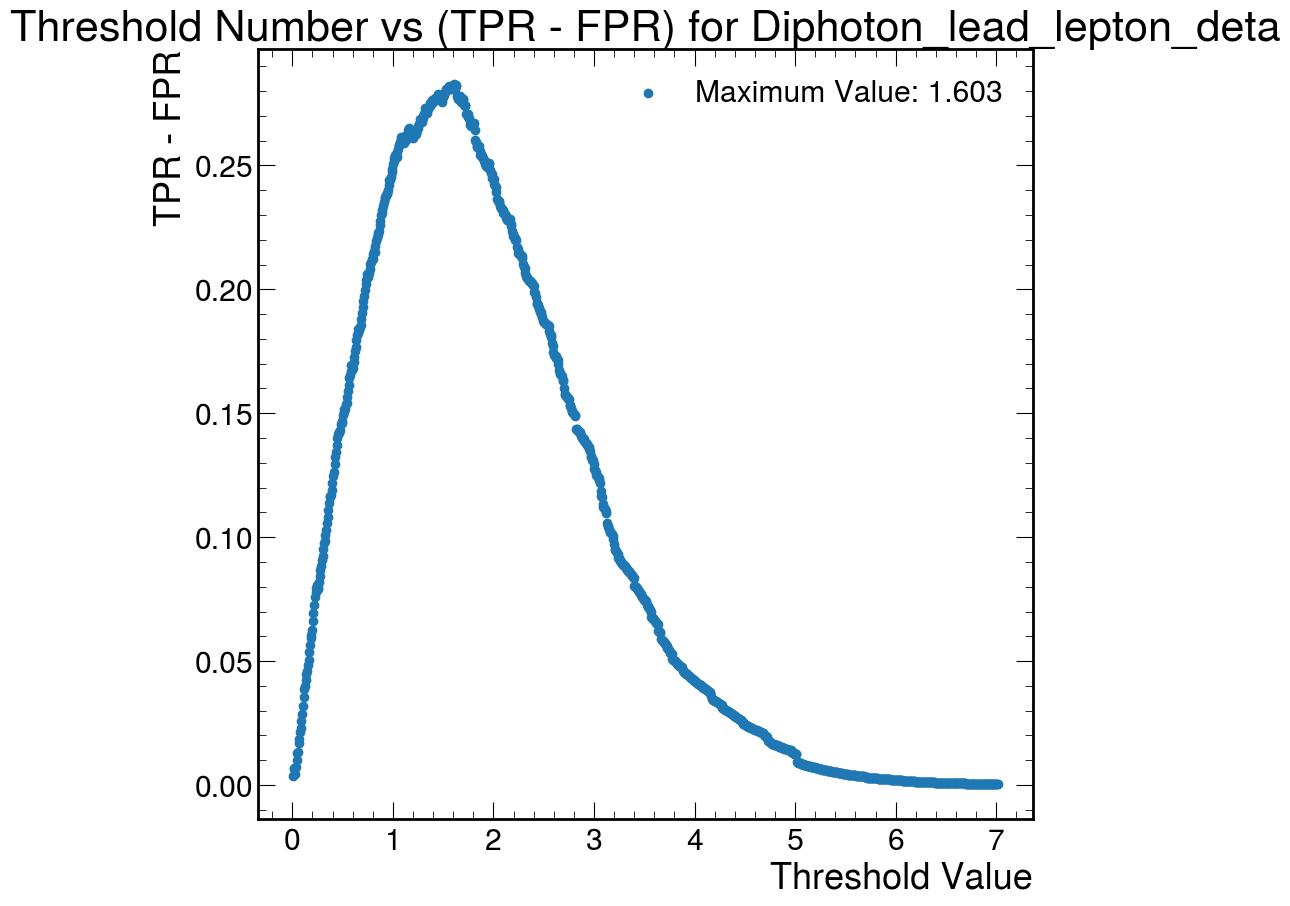 Threshold Number vs (TPR - FPR) for Diphoton_lead_lepton_deta
TPR - FPR
Maximum Value: 1.603
0.25
0.20
0.15
0.10
0.05
0.00
0 1 2 3 4 5 6 7
Threshold Value